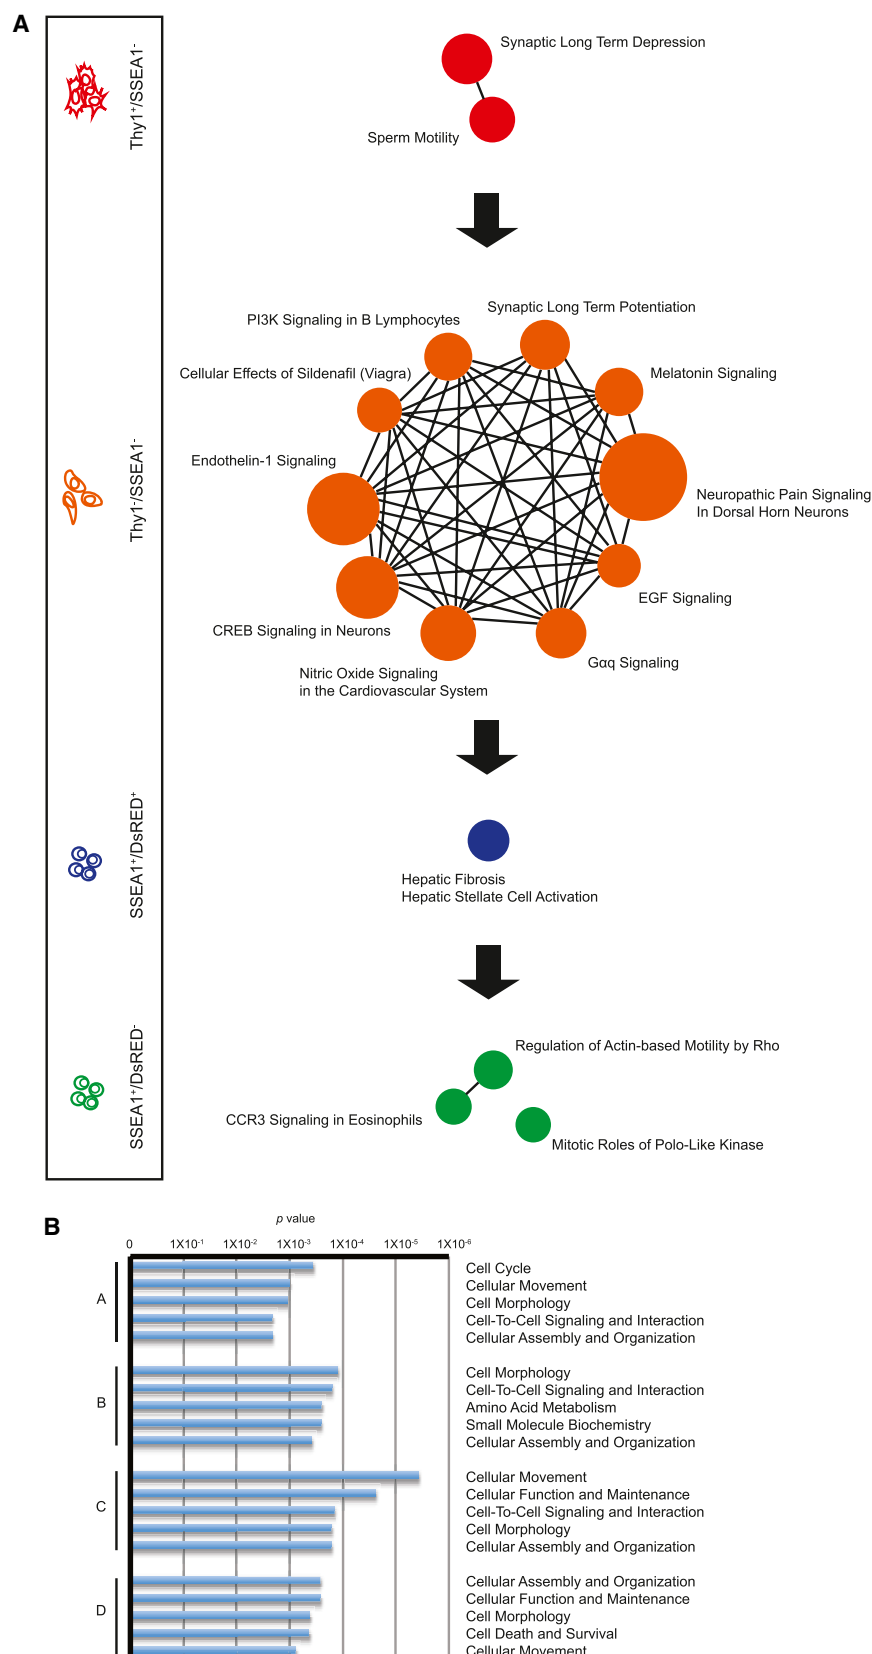 A
Thy1⁺/SSEA1⁻
Synaptic Long Term Depression
Sperm Motility
Thy1⁻/SSEA1⁻
Synaptic Long Term Potentiation
PI3K Signaling in B Lymphocytes
Melatonin Signaling
Cellular Effects of Sildenafil (Viagra)
Endothelin-1 Signaling
Neuropathic Pain Signaling
In Dorsal Horn Neurons
EGF Signaling
CREB Signaling in Neurons
Gαq Signaling
Nitric Oxide Signaling
in the Cardiovascular System
SSEA1⁺/DsRED⁺
Hepatic Fibrosis
Hepatic Stellate Cell Activation
SSEA1⁺/DsRED⁻
Regulation of Actin-based Motility by Rho
CCR3 Signaling in Eosinophils
Mitotic Roles of Polo-Like Kinase
B
p value
0 1X10⁻¹ 1X10⁻² 1X10⁻³ 1X10⁻⁴ 1X10⁻⁵ 1X10⁻⁶
A
Cell Cycle
Cellular Movement
Cell Morphology
Cell-To-Cell Signaling and Interaction
Cellular Assembly and Organization
B
Cell Morphology
Cell-To-Cell Signaling and Interaction
Amino Acid Metabolism
Small Molecule Biochemistry
Cellular Assembly and Organization
C
Cellular Movement
Cellular Function and Maintenance
Cell-To-Cell Signaling and Interaction
Cell Morphology
Cellular Assembly and Organization
D
Cellular Assembly and Organization
Cellular Function and Maintenance
Cell Morphology
Cell Death and Survival
Cellular Movement